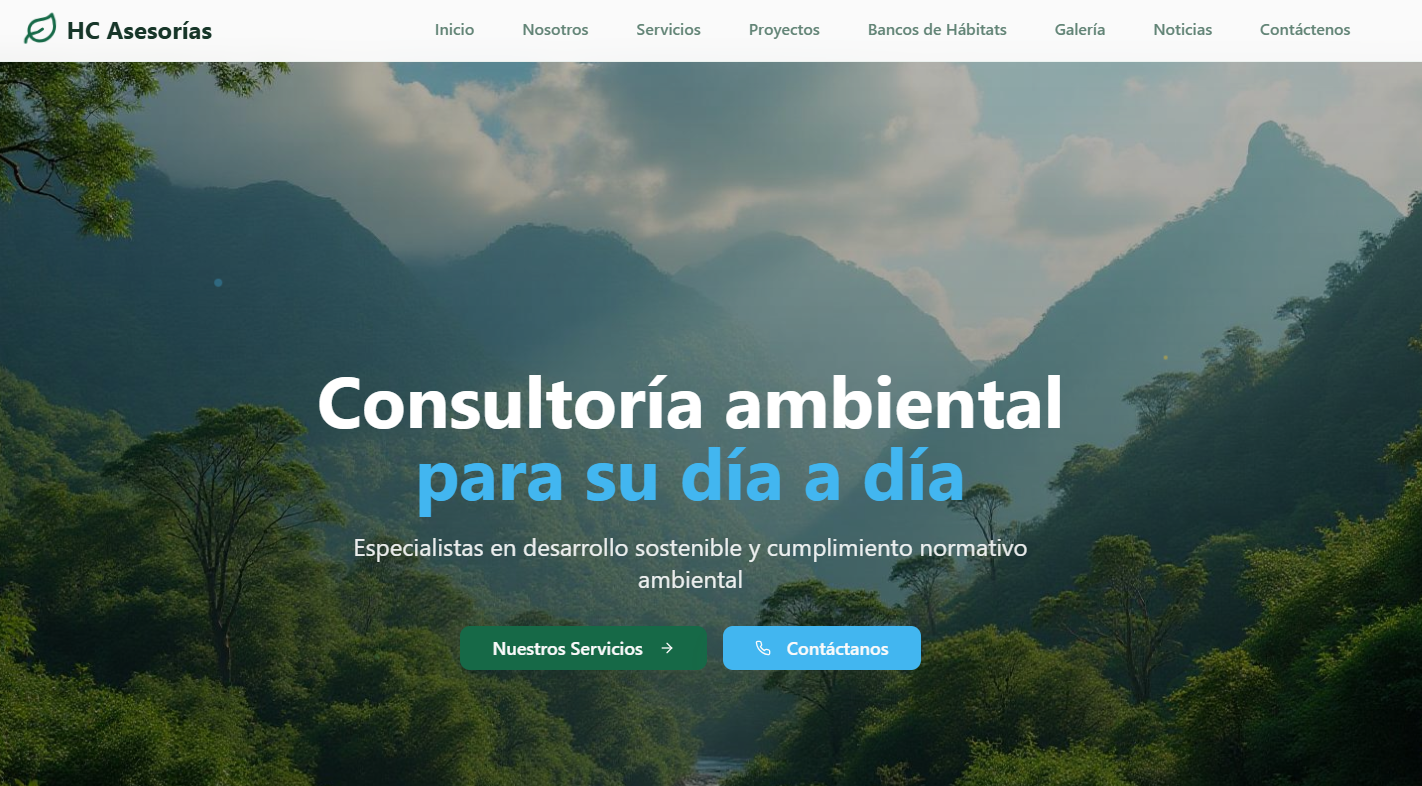 HC Asesorías
Inicio
Nosotros
Servicios
Proyectos
Bancos de Hábitats
Galería
Noticias
Contáctenos
Consultoría ambiental
para su día a día
Especialistas en desarrollo sostenible y cumplimiento normativo
ambiental
Nuestros Servicios
Contáctanos